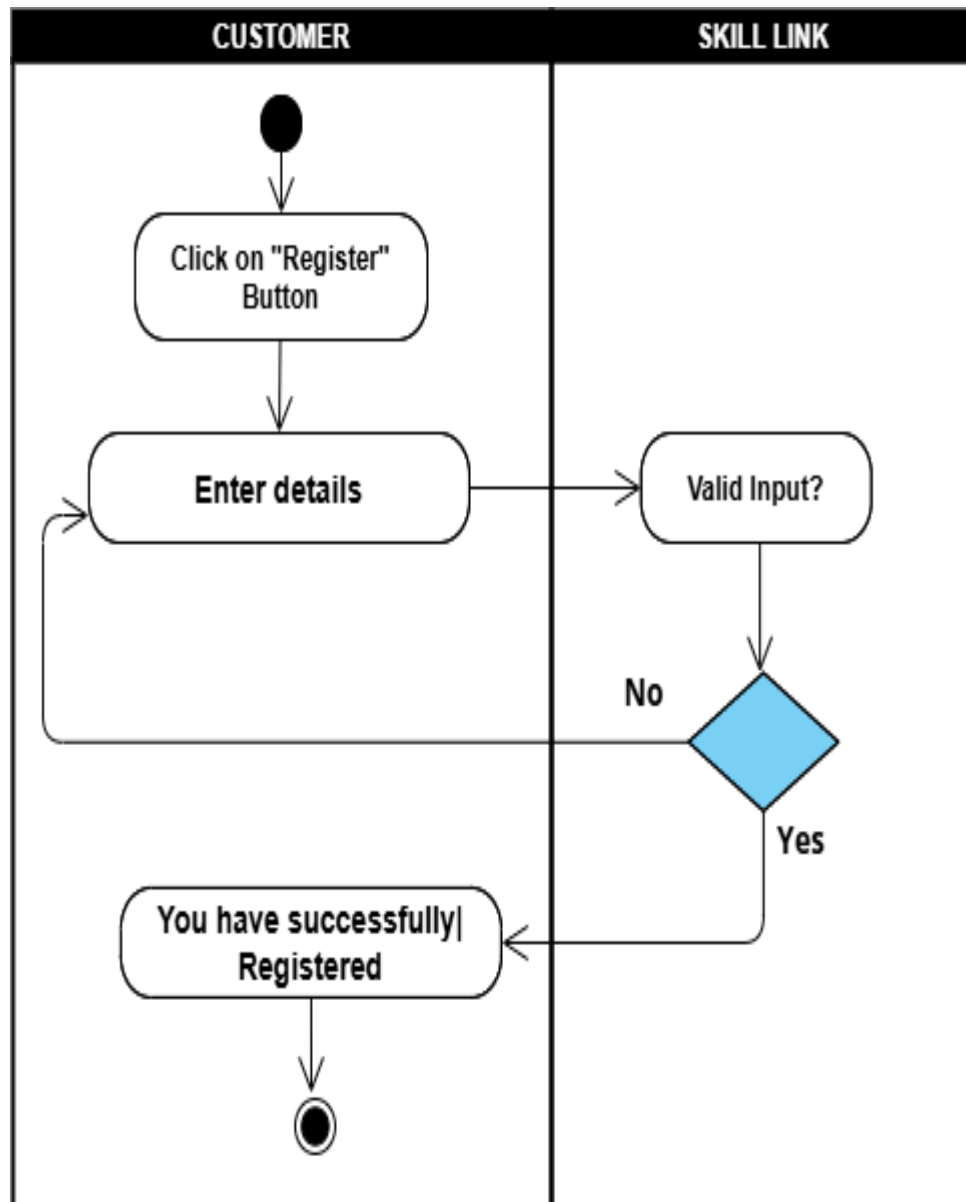 CUSTOMER
SKILL LINK
Click on "Register"
Button
Enter details
Valid Input?
No
Yes
You have successfully|
Registered